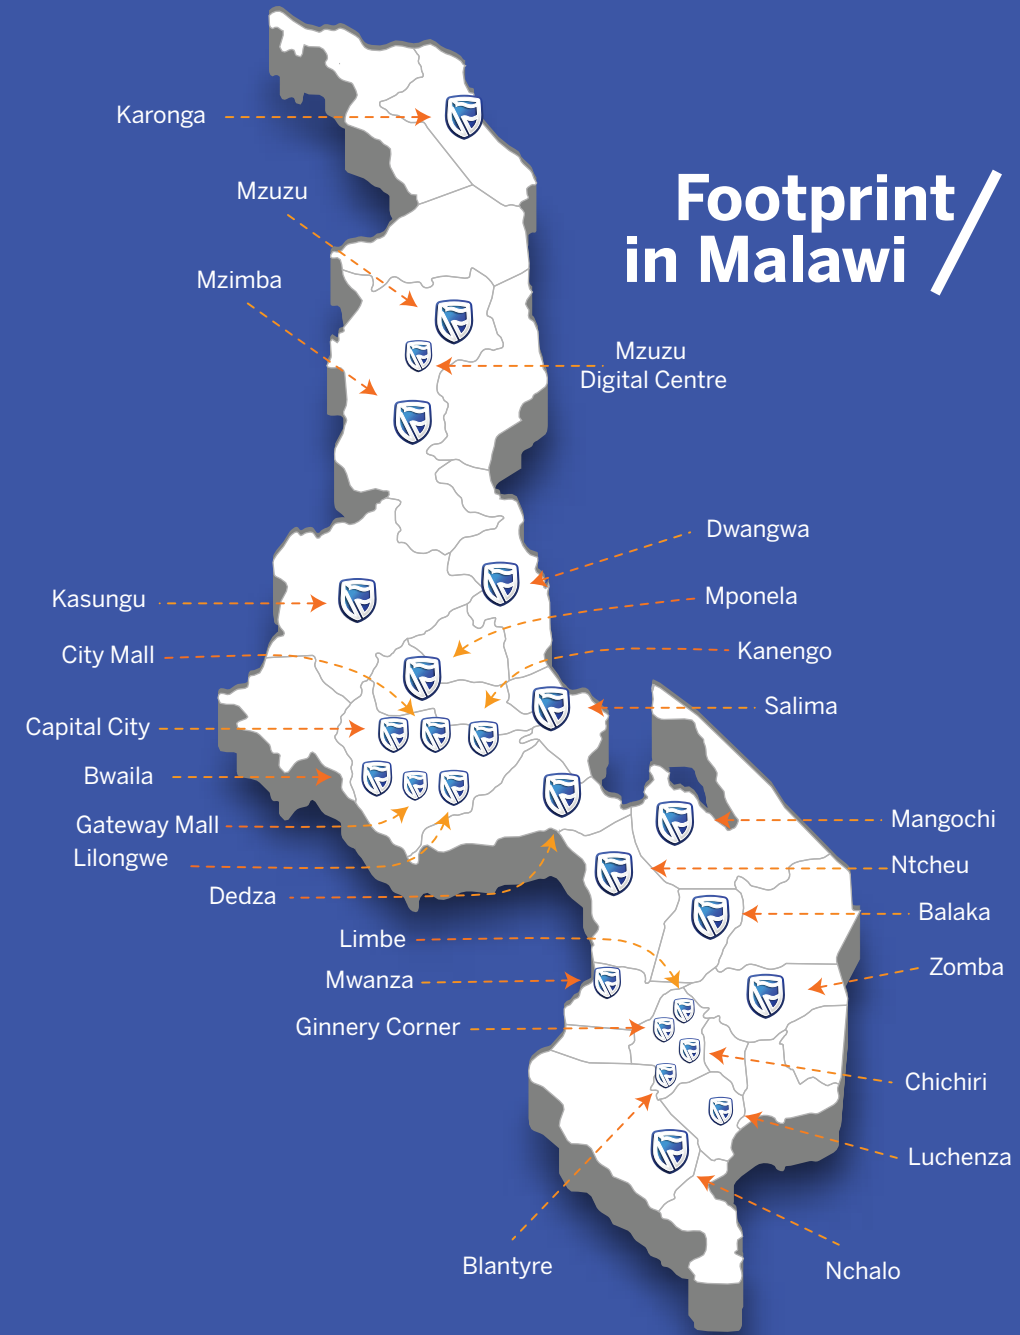 Footprint
in Malawi
Karonga
Mzuzu
Mzimba
Mzuzu
Digital Centre
Dwangwa
Kasungu
Mponela
City Mall
Kanengo
Salima
Capital City
Bwaila
Gateway Mall
Mangochi
Lilongwe
Ntcheu
Dedza
Balaka
Limbe
Zomba
Mwanza
Ginnery Corner
Chichiri
Luchenza
Blantyre
Nchalo